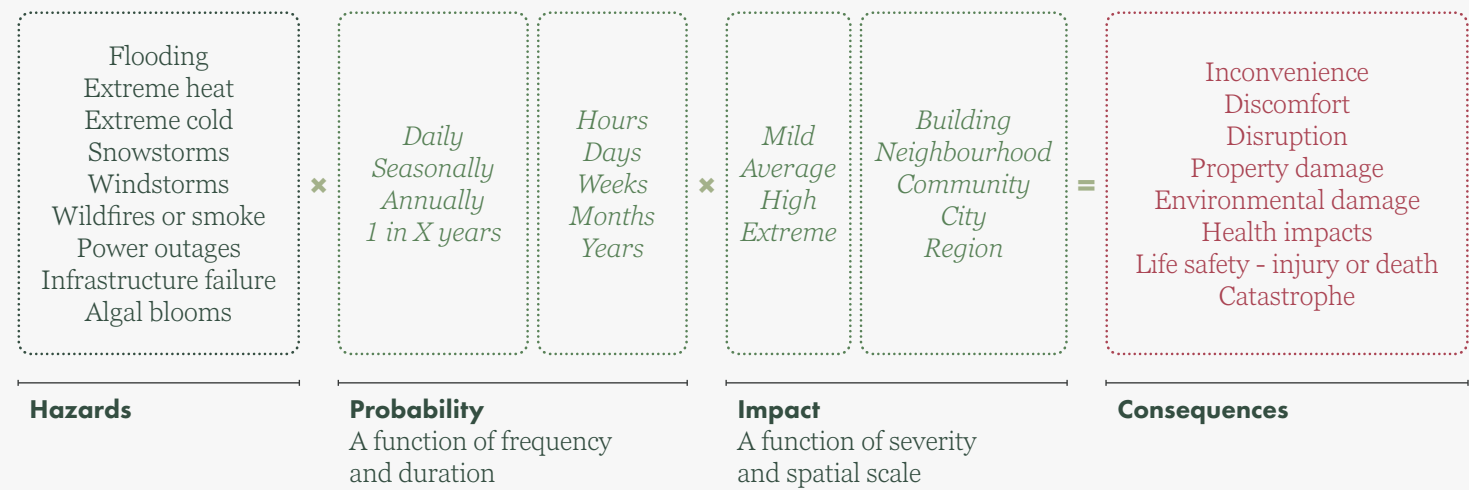 Flooding
Extreme heat
Extreme cold
Snowstorms
Windstorms
Wildfires or smoke
Power outages
Infrastructure failure
Algal blooms
×
Daily
Seasonally
Annually
1 in X years
Hours
Days
Weeks
Months
Years
×
Mild
Average
High
Extreme
Building
Neighbourhood
Community
City
Region
=
Inconvenience
Discomfort
Disruption
Property damage
Environmental damage
Health impacts
Life safety - injury or death
Catastrophe
Hazards
Probability
A function of frequency
and duration
Impact
A function of severity
and spatial scale
Consequences